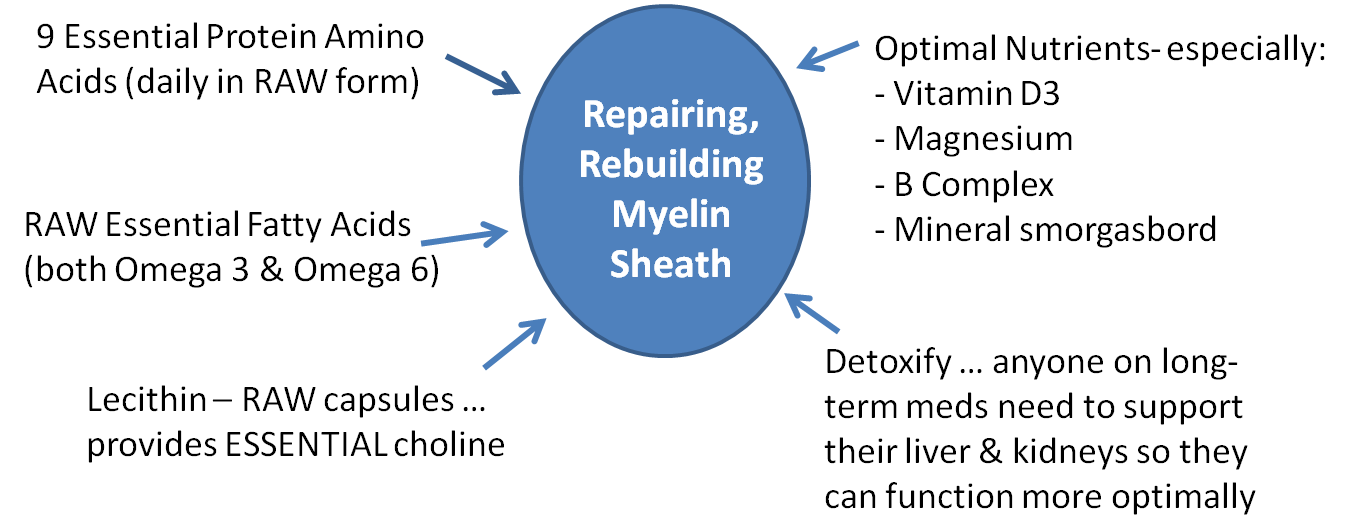 9 Essential Protein Amino
Acids (daily in RAW form)
RAW Essential Fatty Acids
(both Omega 3 & Omega 6)
Lecithin – RAW capsules ...
provides ESSENTIAL choline
Repairing,
Rebuilding
Myelin
Sheath
Optimal Nutrients- especially:
- Vitamin D3
- Magnesium
- B Complex
- Mineral smorgasbord
Detoxify ... anyone on long-
term meds need to support
their liver & kidneys so they
can function more optimally